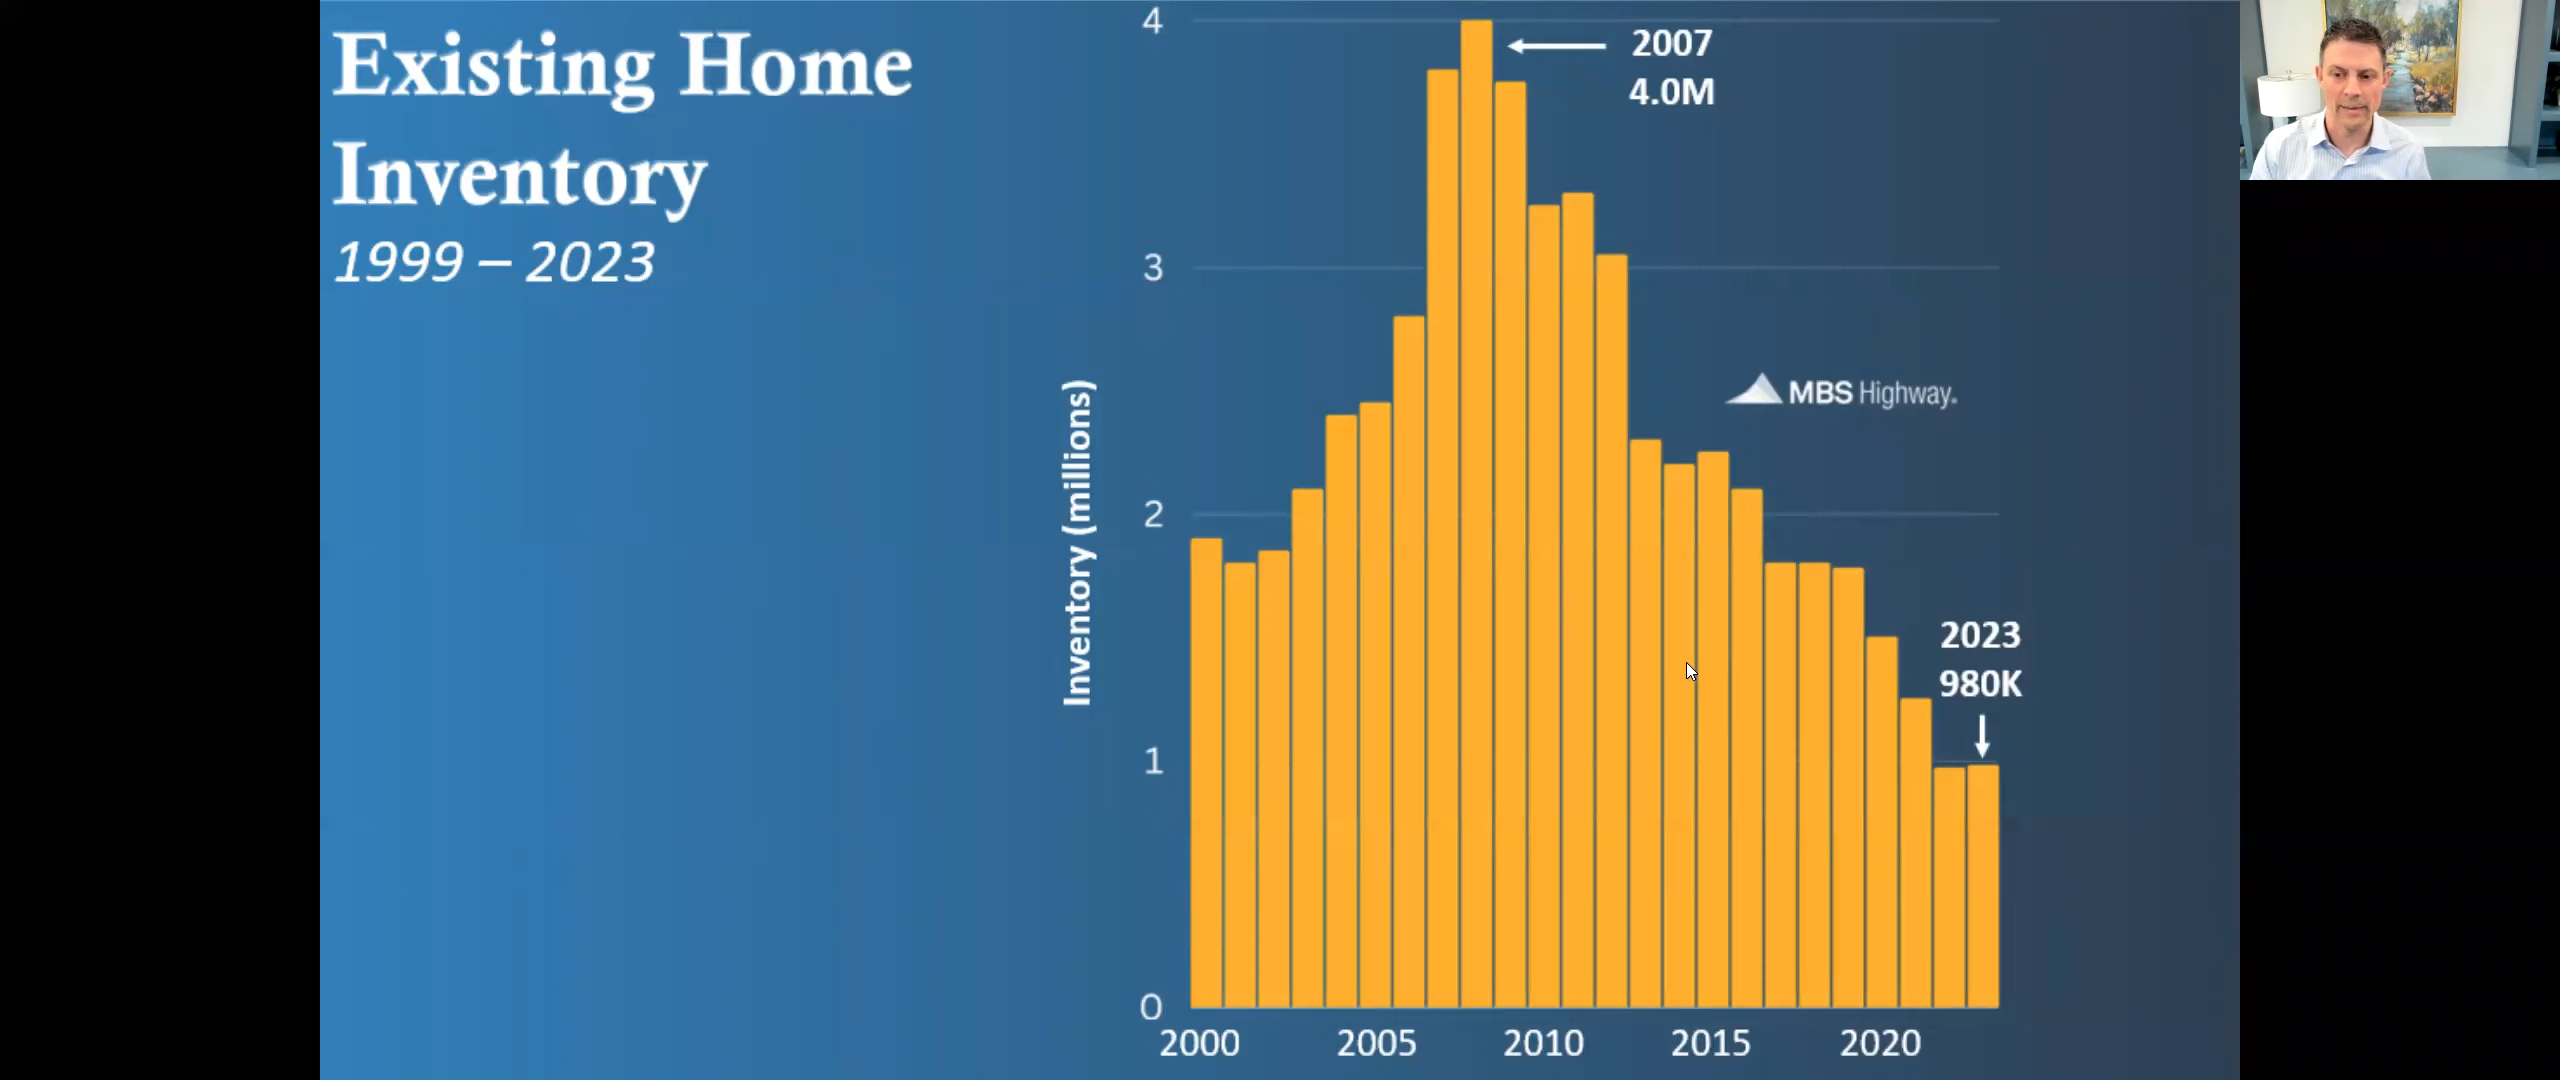 Existing Home
Inventory
1999 – 2023
Inventory (millions)
4
3
2
1
0
2007
4.0M
MBS Highway.
2023
980K
2000 2005 2010 2015 2020